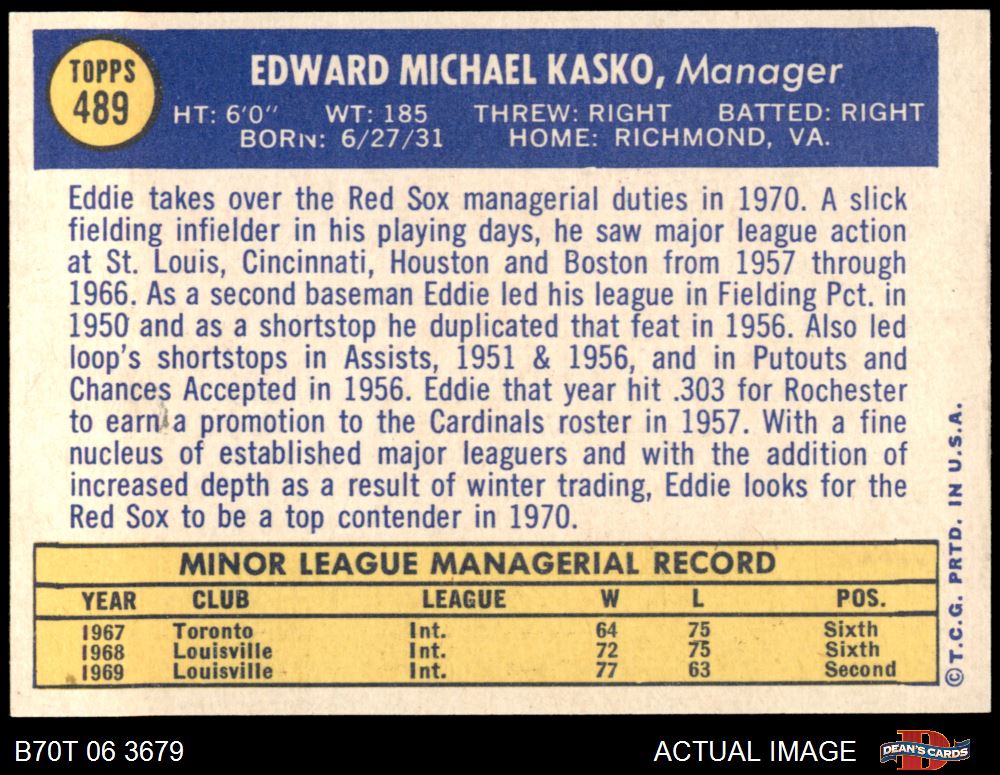 TOPPS
489
EDWARD MICHAEL KASKO, Manager
HT: 6'0" WT: 185 THREW: RIGHT BATTED: RIGHT
BORN: 6/27/31 HOME: RICHMOND, VA.
Eddie takes over the Red Sox managerial duties in 1970. A slick
fielding infielder in his playing days, he saw major league action
at St. Louis, Cincinnati, Houston and Boston from 1957 through
1966. As a second baseman Eddie led his league in Fielding Pct. in
1950 and as a shortstop he duplicated that feat in 1956. Also led
loop's shortstops in Assists, 1951 & 1956, and in Putouts and
Chances Accepted in 1956. Eddie that year hit .303 for Rochester
to earn a promotion to the Cardinals roster in 1957. With a fine
nucleus of established major leaguers and with the addition of
increased depth as a result of winter trading, Eddie looks for the
Red Sox to be a top contender in 1970.
MINOR LEAGUE MANAGERIAL RECORD
YEAR CLUB LEAGUE W L POS.
1967 Toronto Int. 64 75 Sixth
1968 Louisville Int. 72 75 Sixth
1969 Louisville Int. 77 63 Second
© T.C.G. PRTD. IN U.S.A.
B70T 06 3679 ACTUAL IMAGE
DEAN'S CARDS